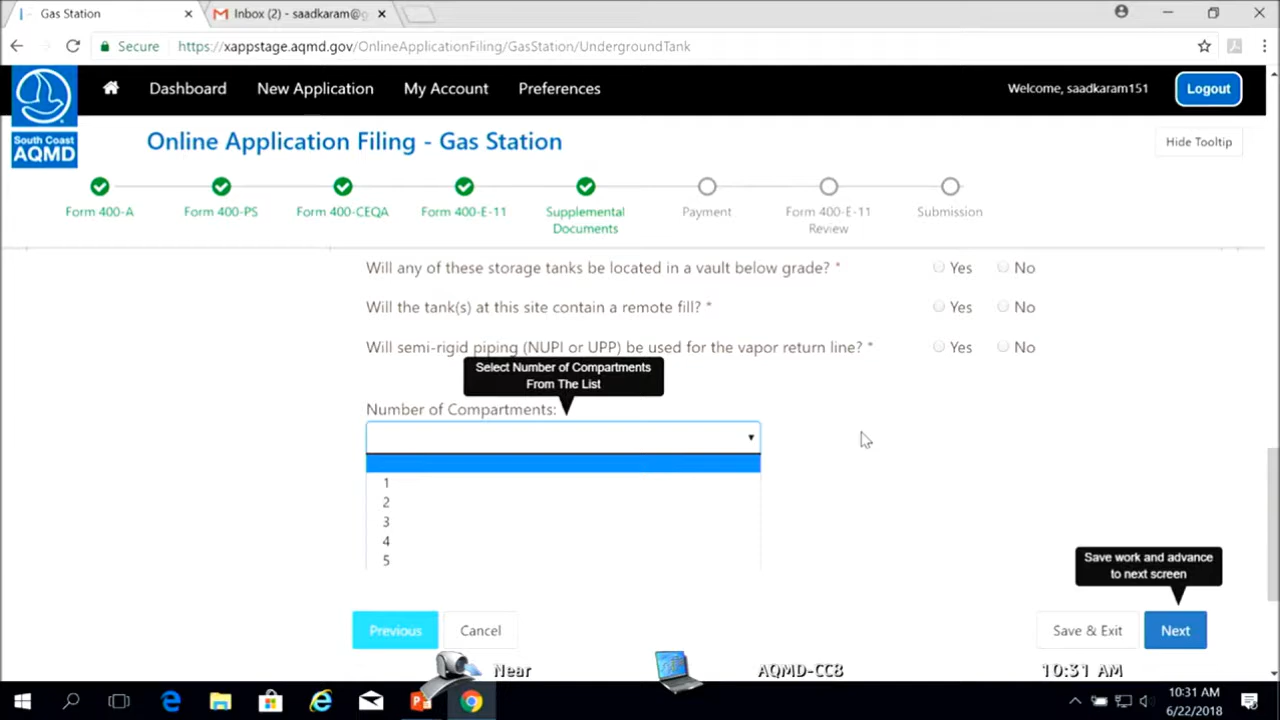 Gas Station
Inbox (2) - saadkaram@g
Secure
https://xappstage.aqmd.gov/OnlineApplicationFiling/GasStation/UndergroundTank
Dashboard
New Application
My Account
Preferences
Welcome, saadkaram151
Logout
South Coast
AQMD
Online Application Filing - Gas Station
Hide Tooltip
Form 400-A
Form 400-PS
Form 400-CEQA
Form 400-E-11
Supplemental
Documents
Payment
Form 400-E-11
Review
Submission
Will any of these storage tanks be located in a vault below grade? *
Yes
No
Will the tank(s) at this site contain a remote fill? *
Yes
No
Will semi-rigid piping (NUPI or UPP) be used for the vapor return line? *
Yes
No
Select Number of Compartments
From The List
Number of Compartments:
1
2
3
4
5
Save work and advance
to next screen
Previous
Cancel
Save & Exit
Next
Near
AQMD-CC8
10:31 AM
10:31 AM
6/22/2018